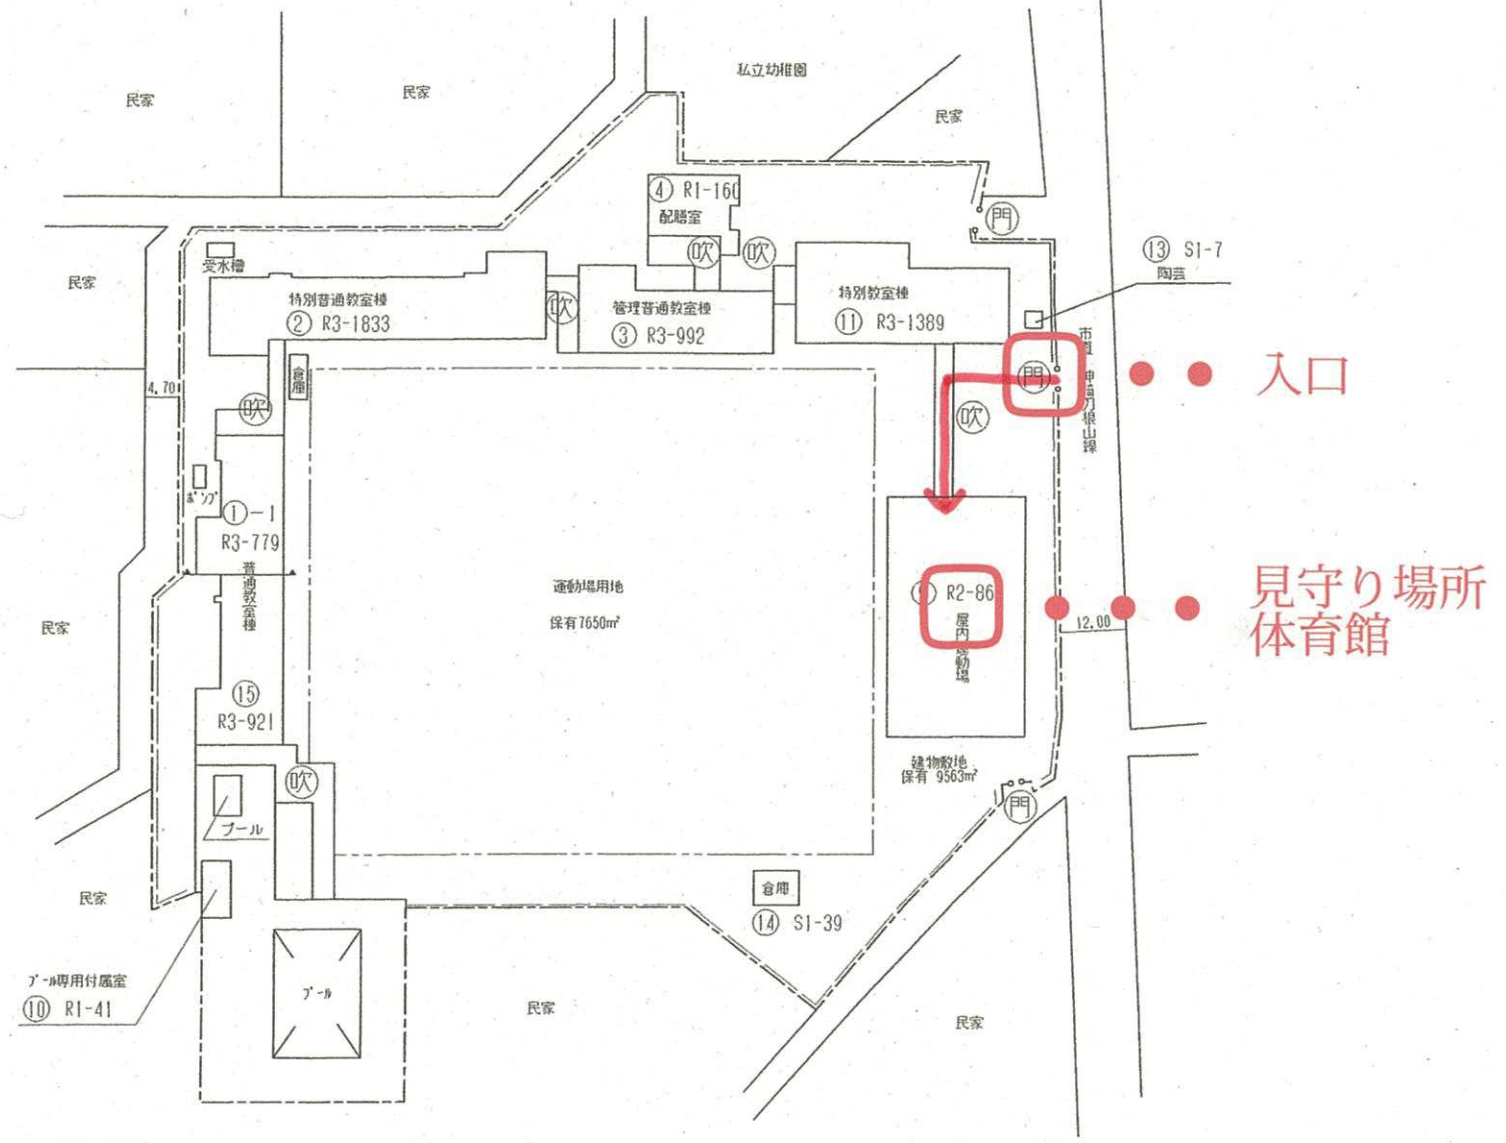 私立幼稚園
民家
民家
民家
④ R1-160
配膳室
門
吹
吹
⑬ S1-7
陶芸
受水槽
民家
特別普通教室棟
② R3-1833
吹
管理普通教室棟
③ R3-992
特別教室棟
⑪ R3-1389
門
入口
倉庫
4.70
吹
吹
ポンプ
①-1
R3-779
普通教室棟
運動場用地
保有7650㎡
R2-86
屋内運動場
見守り場所
体育館
12.00
民家
⑮
R3-921
吹
建物敷地
保有 9563㎡
門
プール
倉庫
⑭ S1-39
民家
プール専用付属室
⑩ R1-41
プール
民家
民家